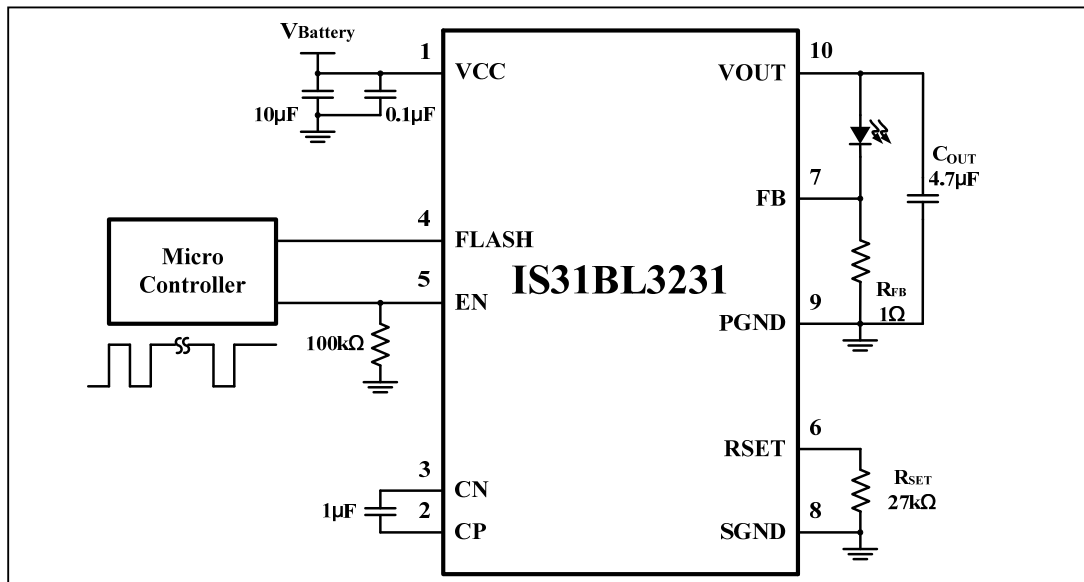 VBattery
1
VCC
10µF
0.1µF
4
FLASH
Micro
Controller
5
EN
100kΩ
3
CN
1µF
2
CP
IS31BL3231
10
VOUT
COUT
4.7µF
7
FB
RFB
1Ω
9
PGND
6
RSET
RSET
27kΩ
8
SGND